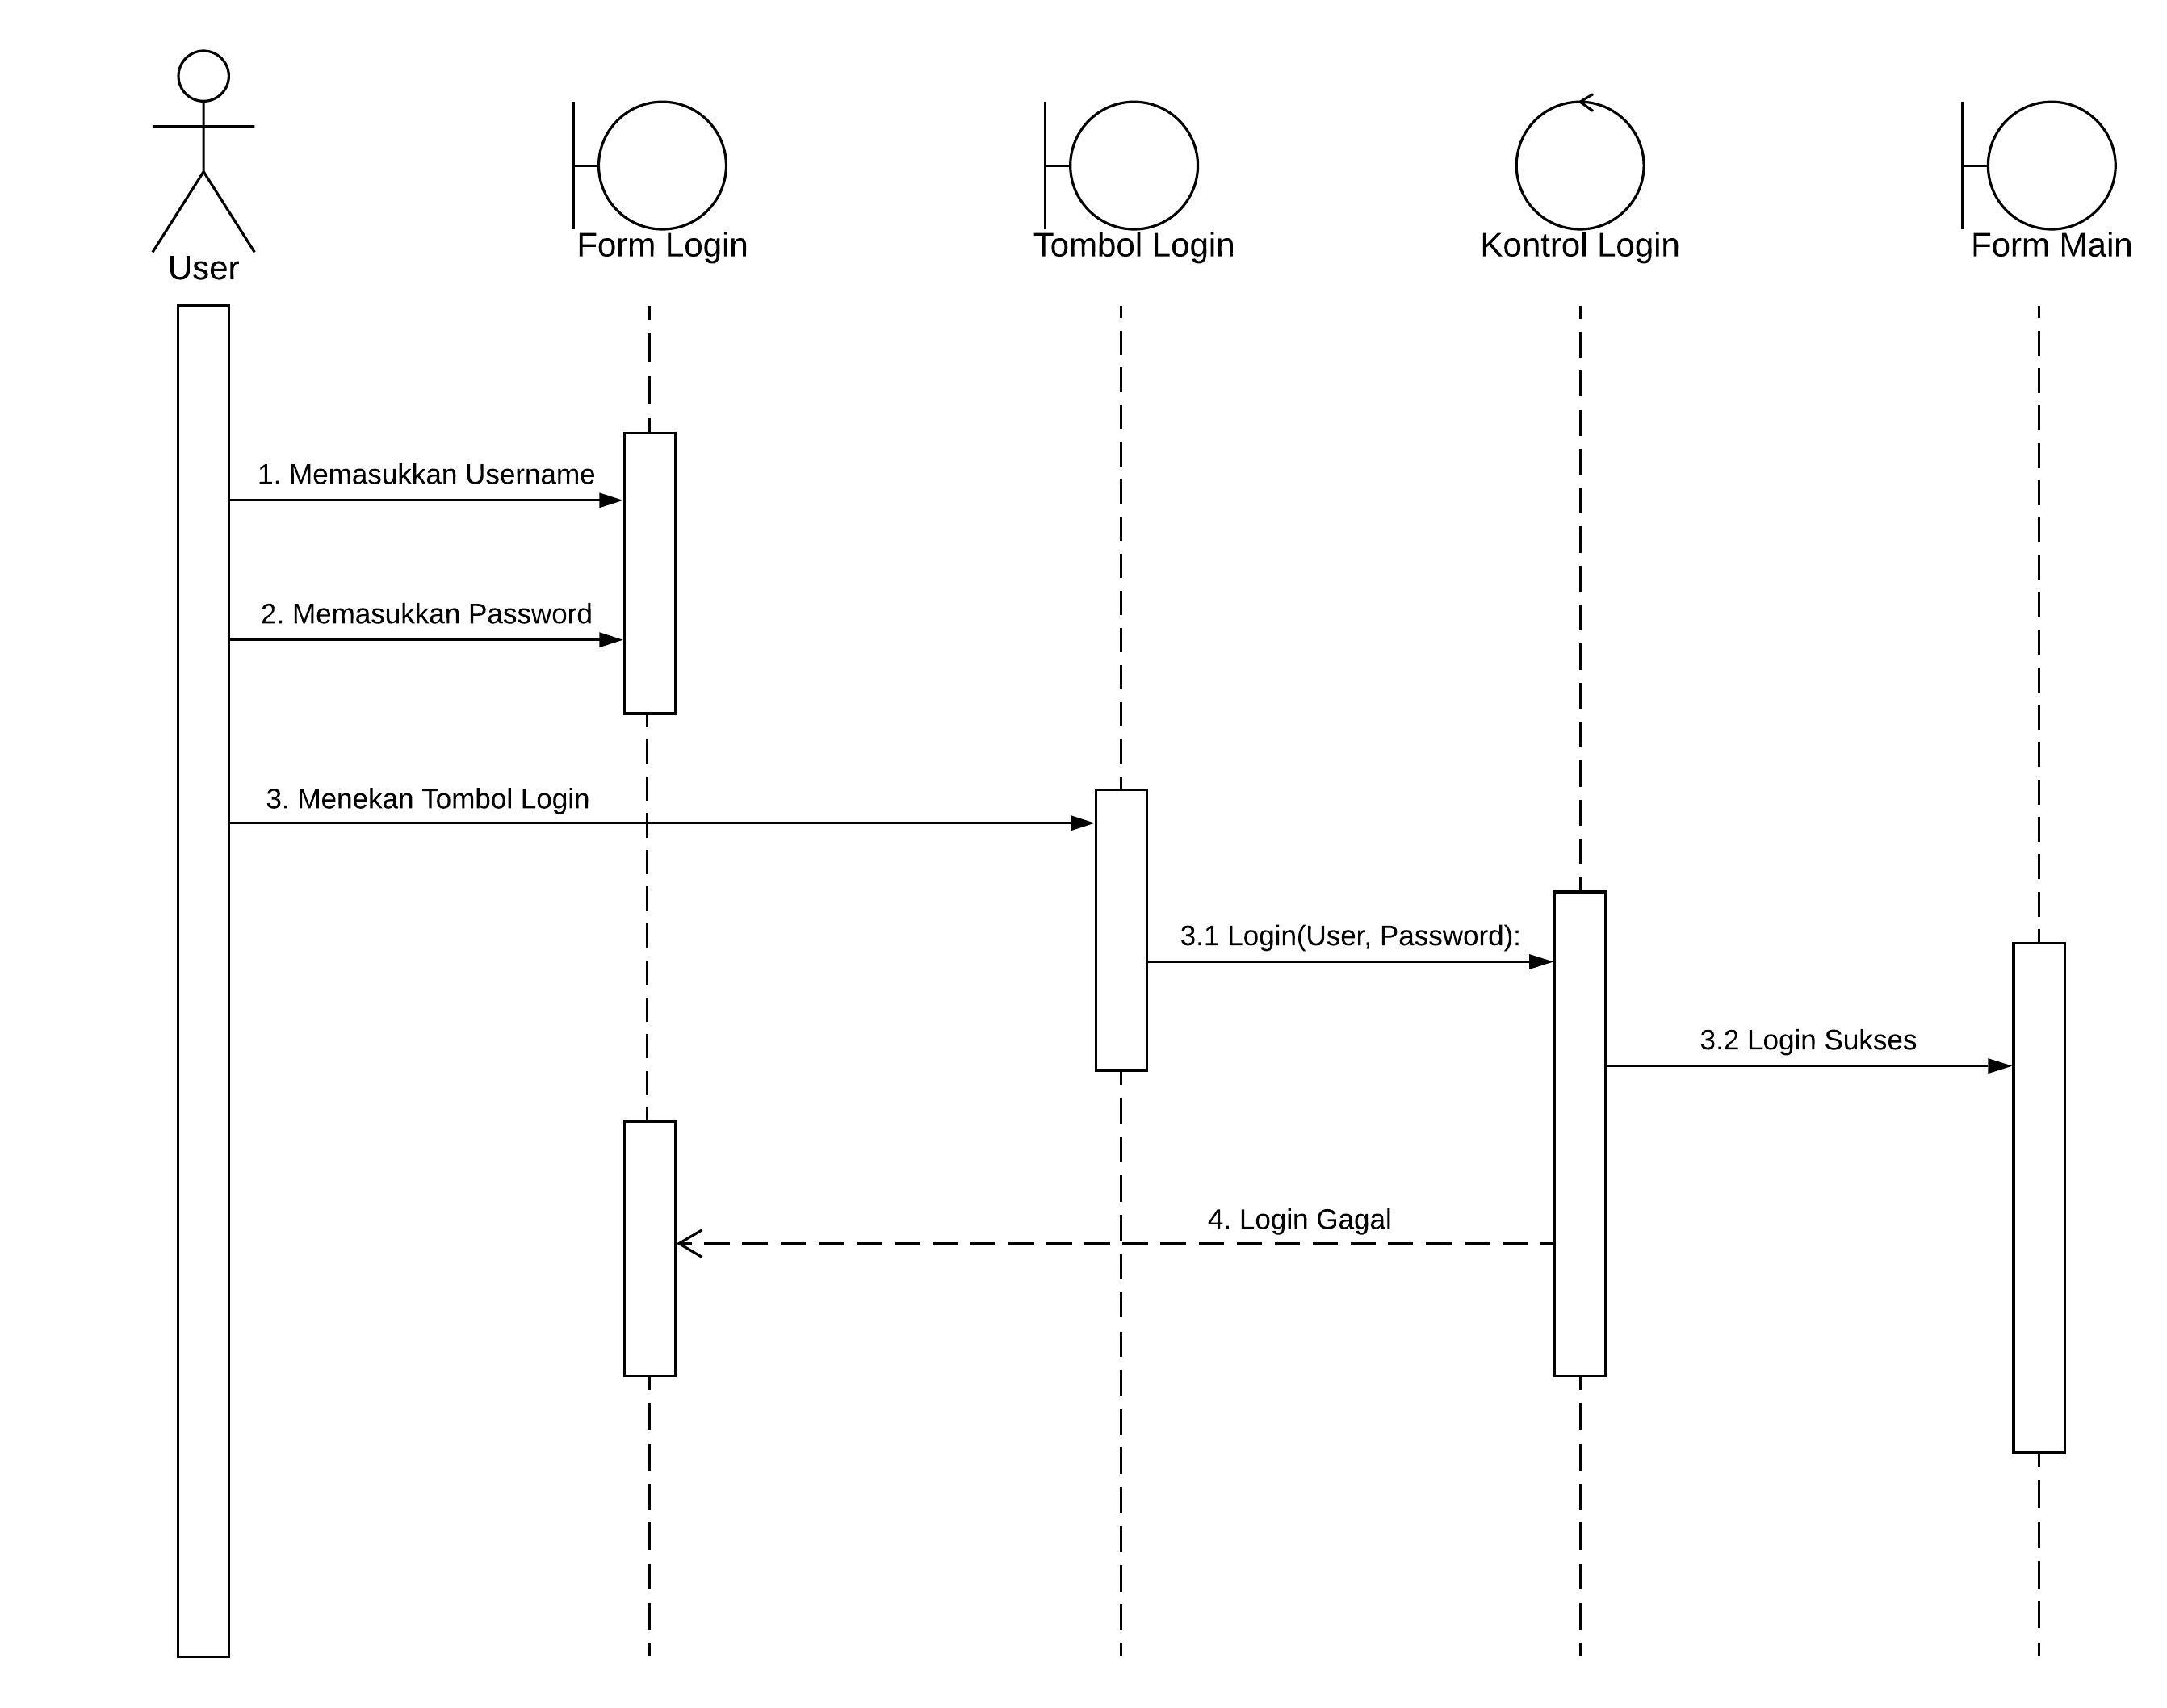 User
Form Login
Tombol Login
Kontrol Login
Form Main
1. Memasukkan Username
2. Memasukkan Password
3. Menekan Tombol Login
3.1 Login(User, Password):
3.2 Login Sukses
4. Login Gagal